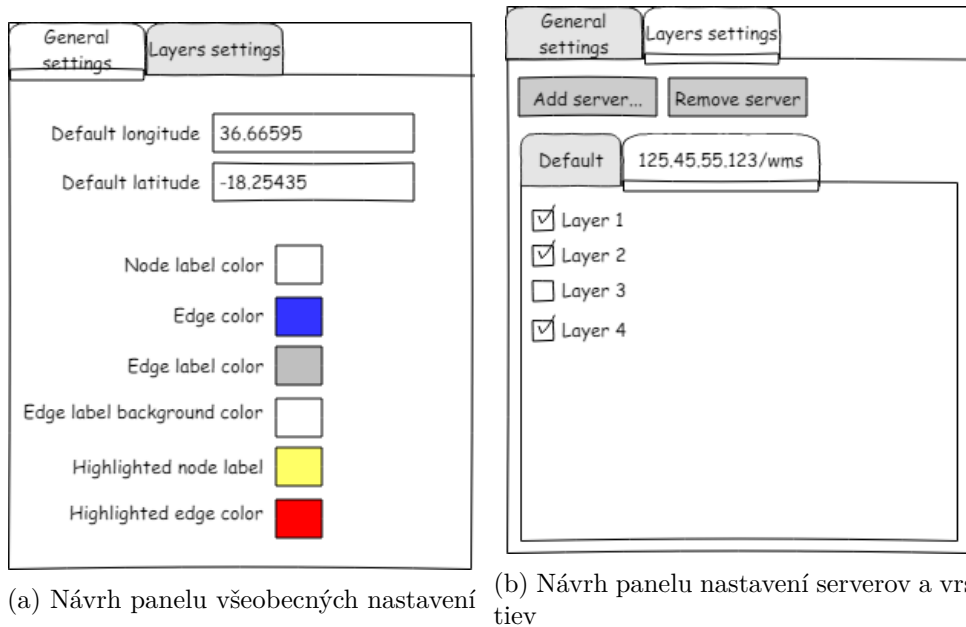 General
settings
Layers settings
Default longitude 36.66595
Default latitude -18.25435
Node label color
Edge color
Edge label color
Edge label background color
Highlighted node label
Highlighted edge color
(a) Návrh panelu všeobecných nastavení
General
settings
Layers settings
Add server... Remove server
Default 125.45.55.123/wms
Layer 1
Layer 2
Layer 3
Layer 4
(b) Návrh panelu nastavení serverov a vrs
tiev